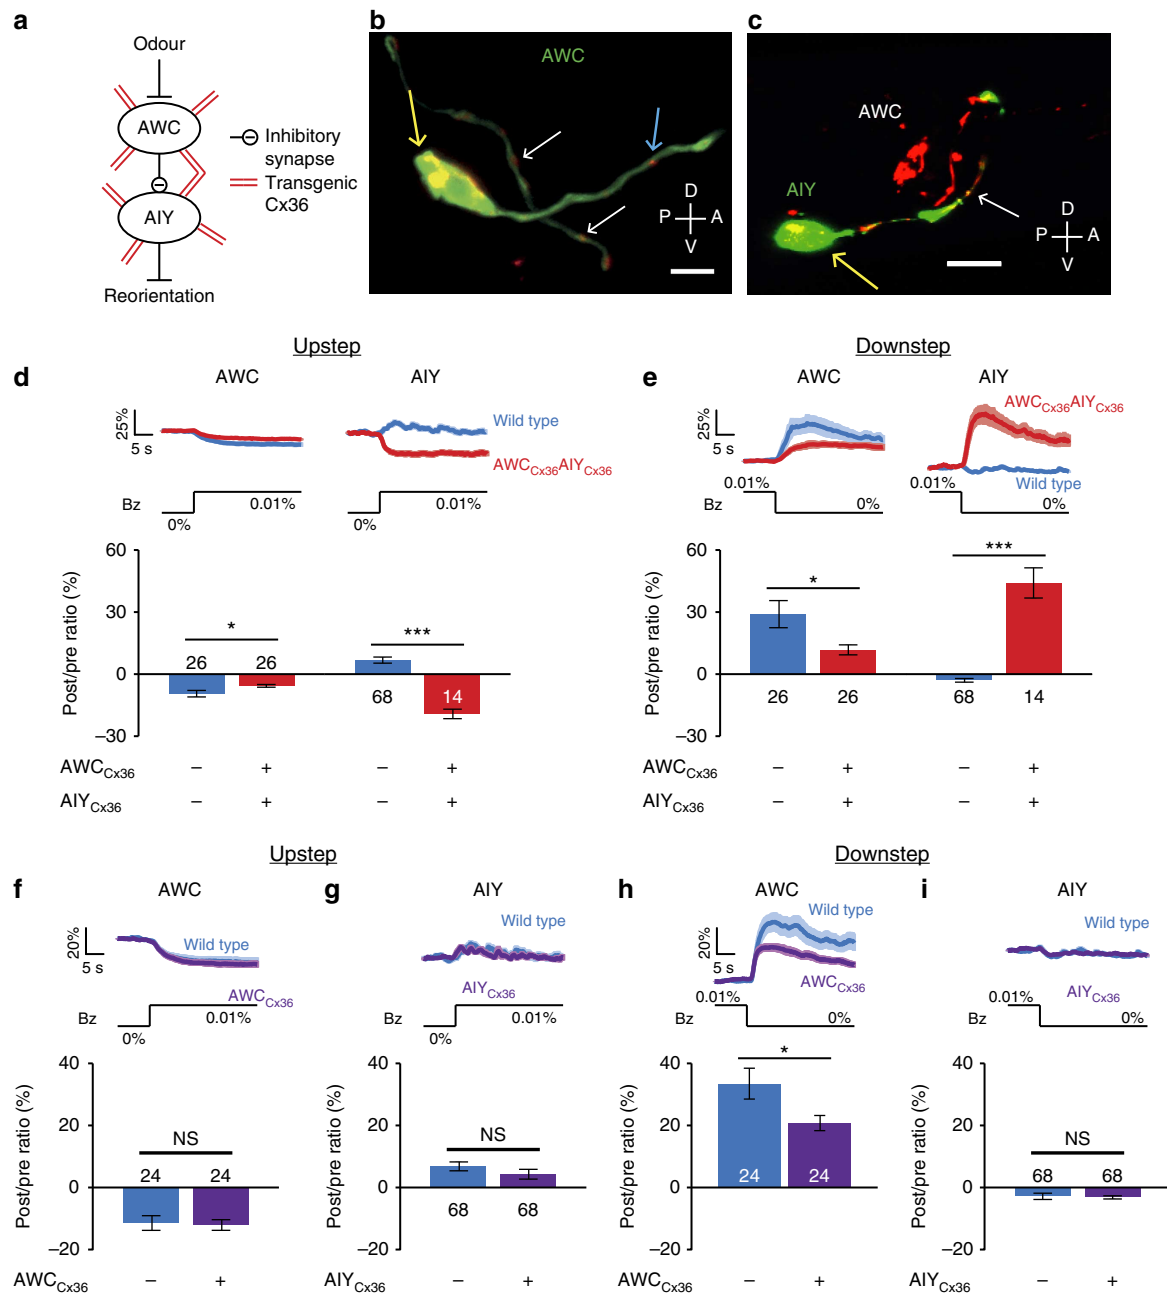 a
Odour
AWC
AIY
Reorientation
Inhibitory
synapse
Transgenic
Cx36
b
AWC
D
P A
V
c
AWC
AIY
D
P A
V
Upstep
d
AWC
AIY
25%
5 s
Wild type
AWCCx36AIYCx36
Bz
0%
0.01%
0%
0.01%
Post/pre ratio (%)
60
30
0
–30
*
***
26
26
68
14
AWCCx36 – + – +
AIYCx36 – + – +
Downstep
e
AWC
AIY
25%
5 s
AWCCx36AIYCx36
Wild type
0.01%
Bz
0%
0.01%
0%
Post/pre ratio (%)
60
30
0
–30
*
***
26
26
68
14
AWCCx36 – + – +
AIYCx36 – + – +
Upstep
f
AWC
20%
5 s
Wild type
AWCCx36
Bz
0%
0.01%
Post/pre ratio (%)
40
20
0
–20
NS
24
24
AWCCx36 – +
g
AIY
Wild type
AIYCx36
0%
0.01%
Post/pre ratio (%)
40
20
0
–20
NS
68
68
AIYCx36 – +
Downstep
h
AWC
20%
5 s
Wild type
AWCCx36
0.01%
Bz
0%
Post/pre ratio (%)
40
20
0
–20
*
24
24
AWCCx36 – +
i
AIY
Wild type
AIYCx36
0.01%
0%
Post/pre ratio (%)
40
20
0
–20
NS
68
68
AIYCx36 – +